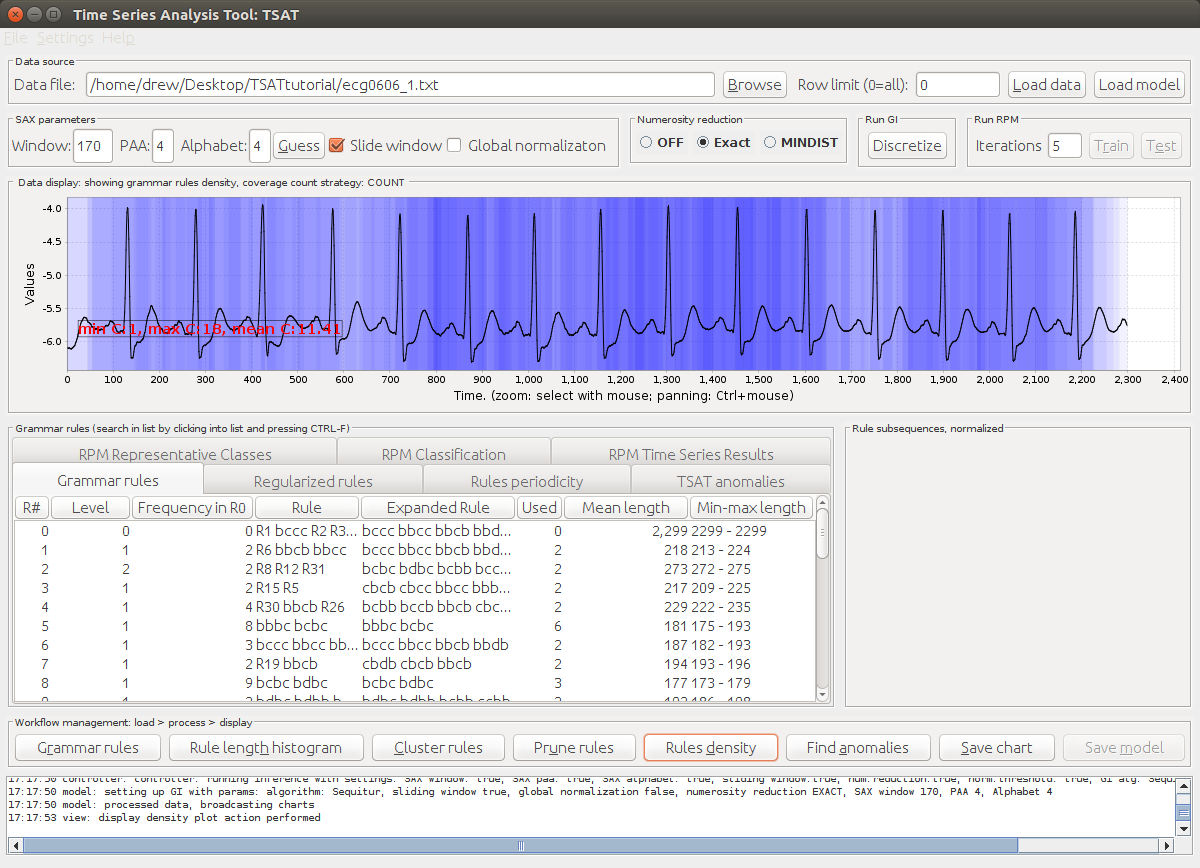 Time Series Analysis Tool: TSAT
File Settings Help
Data source
Data file: /home/drew/Desktop/TSATtutorial/ecg0606_1.txt Browse Row limit (0=all): 0 Load data Load model
SAX parameters Numerosity reduction Run GI Run RPM
Window: 170 PAA: 4 Alphabet: 4 Guess Slide window Global normalizaton OFF Exact MINDIST Discretize Iterations 5 Train Test
Data display: showing grammar rules density, coverage count strategy: COUNT
-4.0
-4.5
-5.0
-5.5
-6.0
Values
min C:1, max C:18, mean C:11.41
0 100 200 300 400 500 600 700 800 900 1,000 1,100 1,200 1,300 1,400 1,500 1,600 1,700 1,800 1,900 2,000 2,100 2,200 2,300 2,400
Time. (zoom: select with mouse; panning: Ctrl+mouse)
Grammar rules (search in list by clicking into list and pressing CTRL-F) Rule subsequences, normalized
RPM Representative Classes RPM Classification RPM Time Series Results
Grammar rules Regularized rules Rules periodicity TSAT anomalies
R# Level Frequency in R0 Rule Expanded Rule Used Mean length Min-max length
0 0 0 R1 bccc R2 R3... bccc bbcc bbcb bbd... 0 2,299 2299 - 2299
1 1 2 R6 bbcb bbcc bccc bbcc bbcb bbd... 2 218 213 - 224
2 2 2 R8 R12 R31 bcbc bdbc bcbb bcc... 2 273 272 - 275
3 1 2 R15 R5 cbcb cbcc bbcc bbb... 2 217 209 - 225
4 1 2 R30 bbcb R26 bcbb bccb bbcb cbc... 2 229 222 - 235
5 1 8 bbbc bcbc bbbc bcbc 6 181 175 - 193
6 1 3 bccc bbcc bb... bccc bbcc bbcb bbdb 2 187 182 - 193
7 1 2 R19 bbcb cbdb cbcb bbcb 2 194 193 - 196
8 1 9 bcbc bdbc bcbc bdbc 3 177 173 - 179
Workflow management: load > process > display
Grammar rules Rule length histogram Cluster rules Prune rules Rules density Find anomalies Save chart Save model
17:17:50 controller: controller: running inference with settings: SAX window: true, SAX paa: true, SAX alphabet: true, sliding window:true, num.reduction:true, norm.threshold: true, GI alg: Sequi
17:17:50 model: setting up GI with params: algorithm: Sequitur, sliding window true, global normalization false, numerosity reduction EXACT, SAX window 170, PAA 4, Alphabet 4
17:17:50 model: processed data, broadcasting charts
17:17:53 view: display density plot action performed